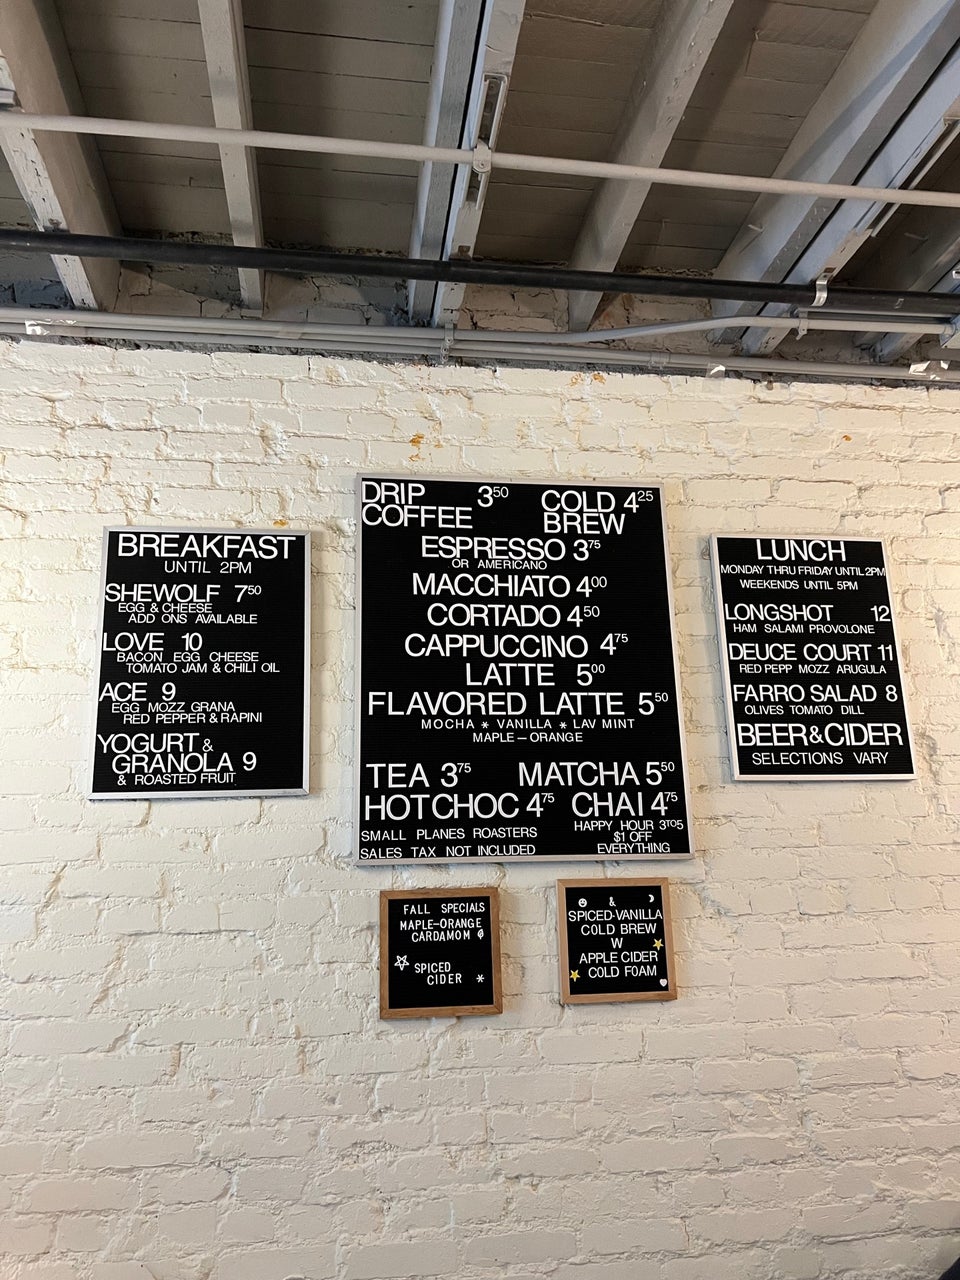 BREAKFAST
UNTIL 2PM
SHEWOLF 7⁵⁰
EGG & CHEESE
ADD ONS AVAILABLE
LOVE 10
BACON EGG CHEESE
TOMATO JAM & CHILI OIL
ACE 9
EGG MOZZ GRANA
RED PEPPER & RAPINI
YOGURT &
GRANOLA 9
& ROASTED FRUIT
DRIP 3⁵⁰
COFFEE
COLD 4²⁵
BREW
ESPRESSO 3⁷⁵
OR AMERICANO
MACCHIATO 4⁰⁰
CORTADO 4⁵⁰
CAPPUCCINO 4⁷⁵
LATTE 5⁰⁰
FLAVORED LATTE 5⁵⁰
MOCHA * VANILLA * LAV MINT
MAPLE – ORANGE
TEA 3⁷⁵ MATCHA 5⁵⁰
HOT CHOC 4⁷⁵ CHAI 4⁷⁵
SMALL PLANES ROASTERS
SALES TAX NOT INCLUDED
HAPPY HOUR 3TO5
$1 OFF
EVERYTHING
LUNCH
MONDAY THRU FRIDAY UNTIL 2PM
WEEKENDS UNTIL 5PM
LONGSHOT 12
HAM SALAMI PROVOLONE
DEUCE COURT 11
RED PEPP MOZZ ARUGULA
FARRO SALAD 8
OLIVES TOMATO DILL
BEER & CIDER
SELECTIONS VARY
FALL SPECIALS
MAPLE-ORANGE
CARDAMOM
SPICED
CIDER *
&
SPICED-VANILLA
COLD BREW
W
APPLE CIDER
COLD FOAM